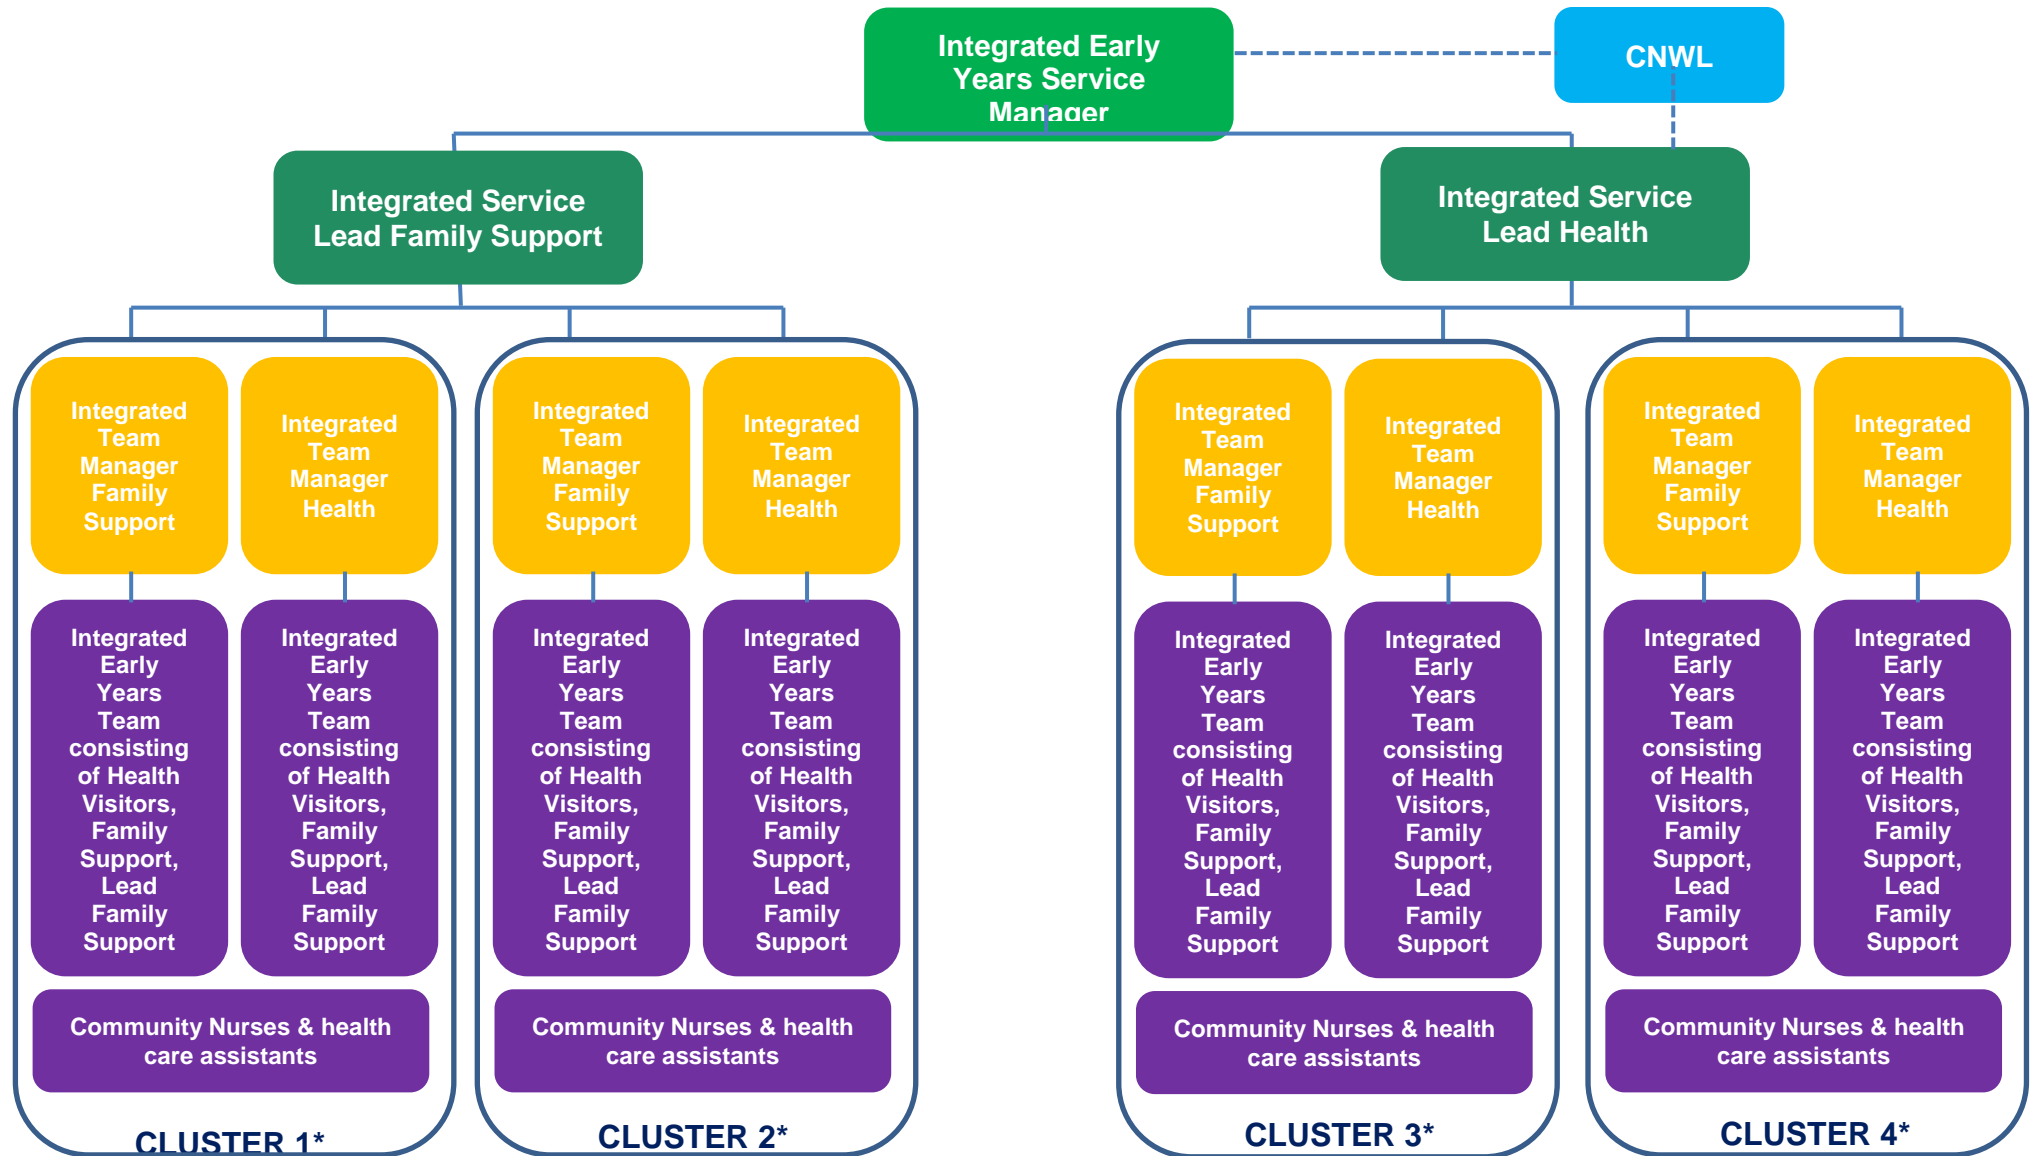 Integrated Early
Years Service
Manager
CNWL
Integrated Service
Lead Family Support
Integrated Service
Lead Health
Integrated
Team
Manager
Family
Support
Integrated
Team
Manager
Health
Integrated
Team
Manager
Family
Support
Integrated
Team
Manager
Health
Integrated
Team
Manager
Family
Support
Integrated
Team
Manager
Health
Integrated
Team
Manager
Family
Support
Integrated
Team
Manager
Health
Integrated
Early
Years
Team
consisting
of Health
Visitors,
Family
Support,
Lead
Family
Support
Integrated
Early
Years
Team
consisting
of Health
Visitors,
Family
Support,
Lead
Family
Support
Integrated
Early
Years
Team
consisting
of Health
Visitors,
Family
Support,
Lead
Family
Support
Integrated
Early
Years
Team
consisting
of Health
Visitors,
Family
Support,
Lead
Family
Support
Integrated
Early
Years
Team
consisting
of Health
Visitors,
Family
Support,
Lead
Family
Support
Integrated
Early
Years
Team
consisting
of Health
Visitors,
Family
Support,
Lead
Family
Support
Integrated
Early
Years
Team
consisting
of Health
Visitors,
Family
Support,
Lead
Family
Support
Integrated
Early
Years
Team
consisting
of Health
Visitors,
Family
Support,
Lead
Family
Support
Community Nurses & health
care assistants
Community Nurses & health
care assistants
Community Nurses & health
care assistants
Community Nurses & health
care assistants
CLUSTER 1*
CLUSTER 2*
CLUSTER 3*
CLUSTER 4*